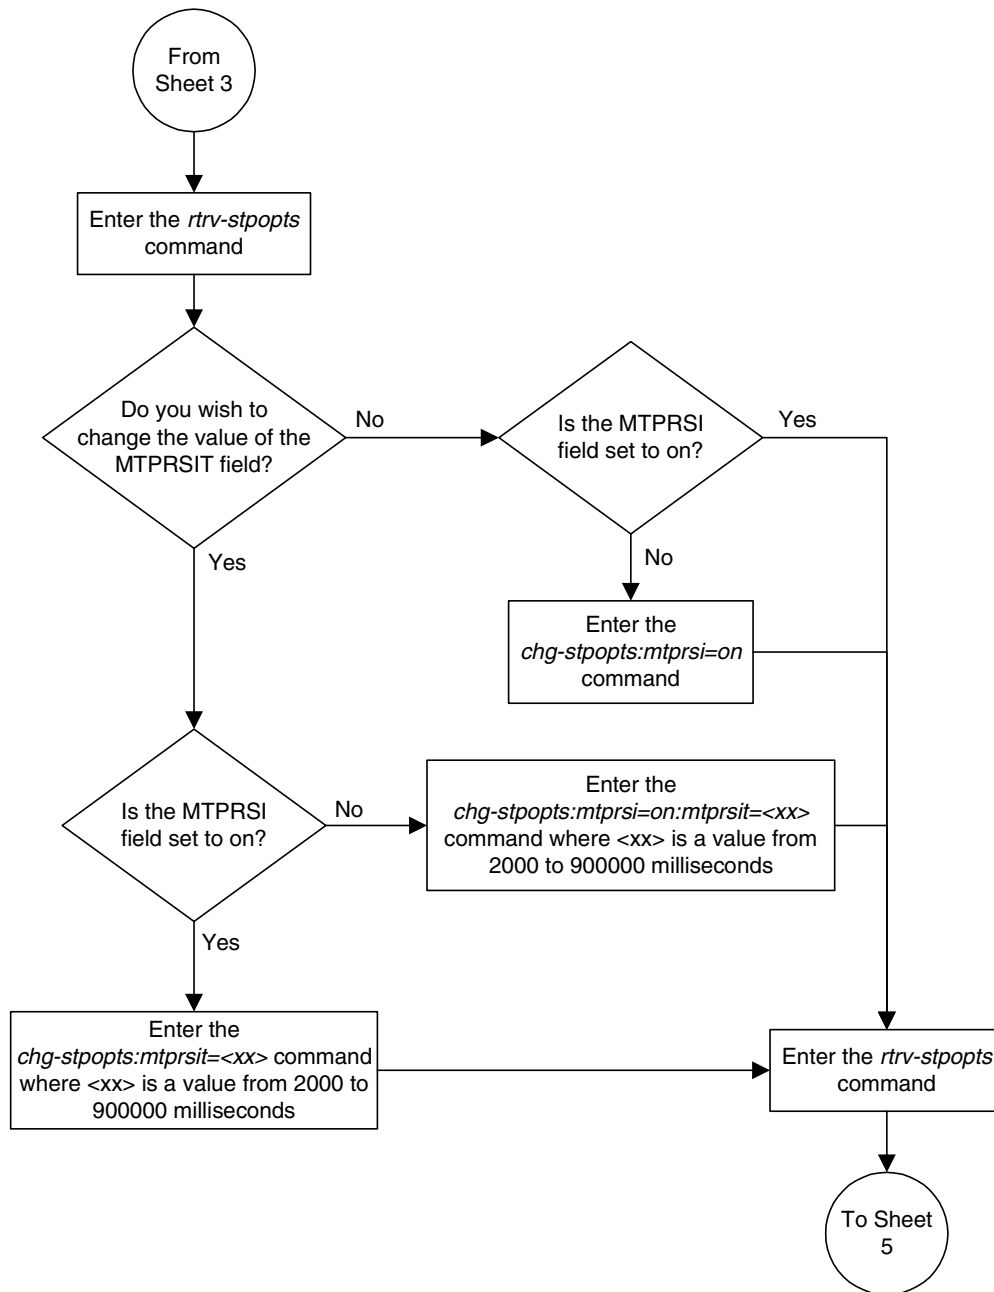 From
Sheet 3
Enter the rtrv-stpopts
command
Do you wish to
change the value of the
MTPRSIT field?
No
Is the MTPRSI
field set to on?
Yes
Yes
No
Enter the
chg-stpopts:mtprsi=on
command
Is the MTPRSI
field set to on?
No
Enter the
chg-stpopts:mtprsi=on:mtprsit=<xx>
command where <xx> is a value from
2000 to 900000 milliseconds
Yes
Enter the
chg-stpopts:mtprsit=<xx> command
where <xx> is a value from 2000 to
900000 milliseconds
Enter the rtrv-stpopts
command
To Sheet
5